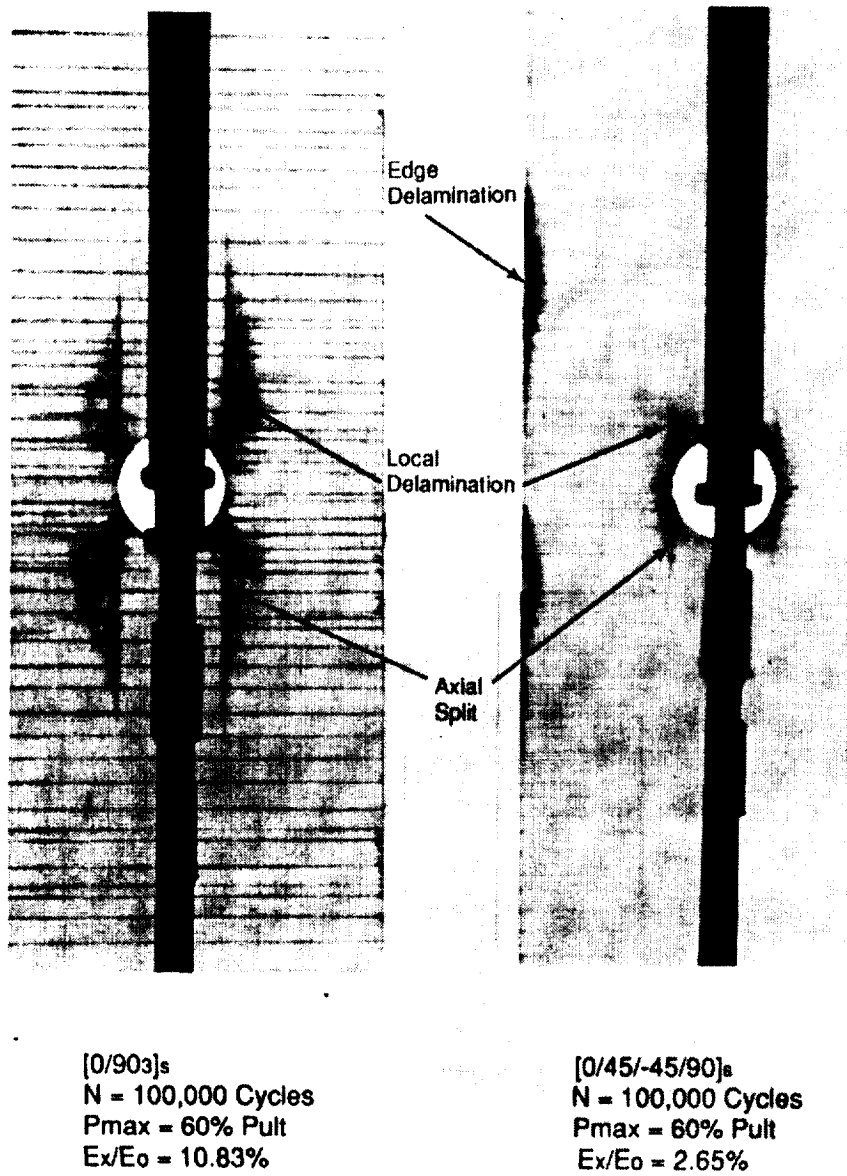 Edge
Delamination
Local
Delamination
Axial
Split
[0/903]s
N = 100,000 Cycles
Pmax = 60% Pult
Ex/Eo = 10.83%
[0/45/-45/90]s
N = 100,000 Cycles
Pmax = 60% Pult
Ex/Eo = 2.65%